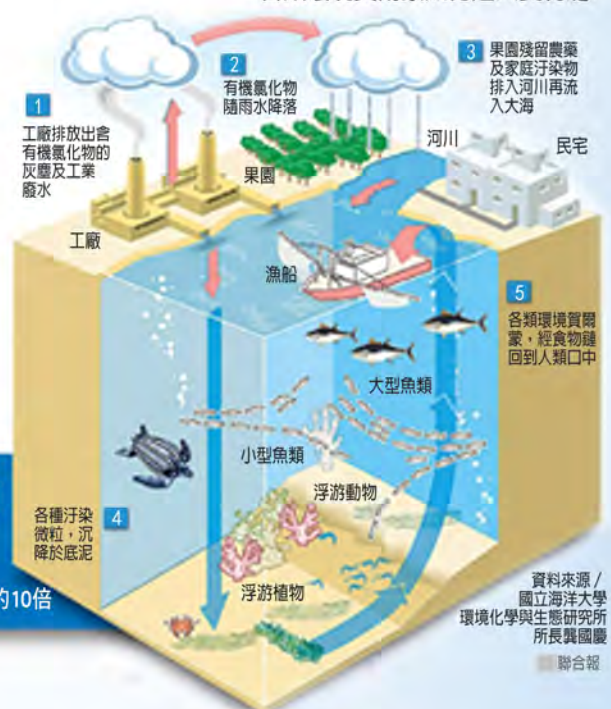 1
工廠排放出含
有機氯化物的
灰塵及工業
廢水
2
有機氯化物
隨雨水降落
3
果園殘留農藥
及家庭汙染物
排入河川再流
入大海
河川
民宅
果園
工廠
漁船
5
各類環境賀爾
蒙，經食物鏈
回到人類口中
大型魚類
小型魚類
浮游動物
4
各種汙染
微粒，沉
降於底泥
浮游植物
的10倍
資料來源 /
國立海洋大學
環境化學與生態研究所
所長龔國慶
聯合報